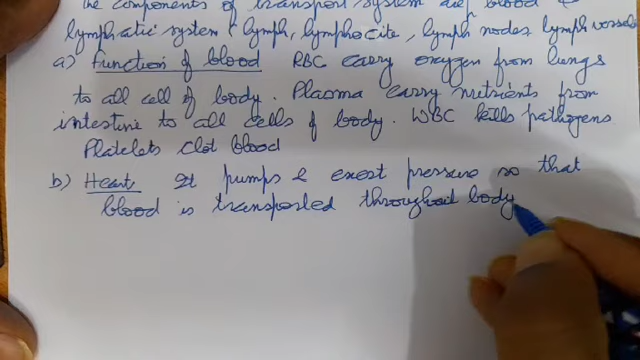 the components of transport system are blood &
lymphatic system (lymph, lymphocite, lymph nodes lymph vessels
a) Function of blood RBC carry oxygen from lungs
to all cell of body. Plasma carry nutrients from
intestine to all cells of body. WBC kills pathogens
Platelets clot blood
b) Heart It pumps & exert pressure so that
blood is transported throughout body